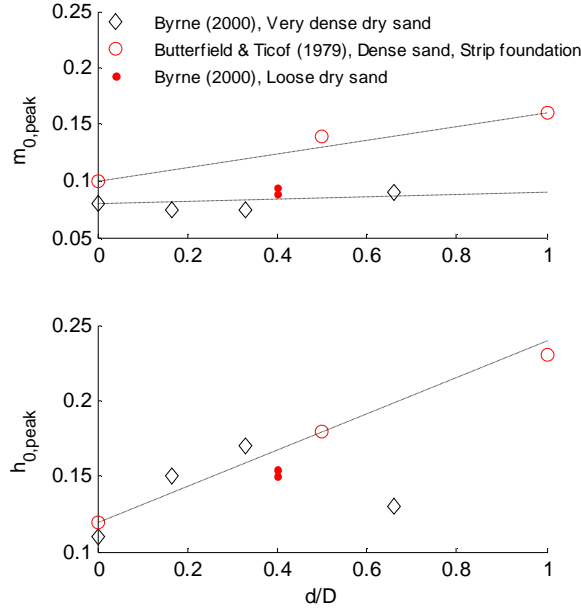 0.25
Byrne (2000), Very dense dry sand
Butterfield & Ticof (1979), Dense sand, Strip foundation
0.2
Byrne (2000), Loose dry sand
m0,peak
0.15
0.1
0.05
0 0.2 0.4 0.6 0.8 1
0.25
0.2
h0,peak
0.15
0.1
0 0.2 0.4 0.6 0.8 1
d/D